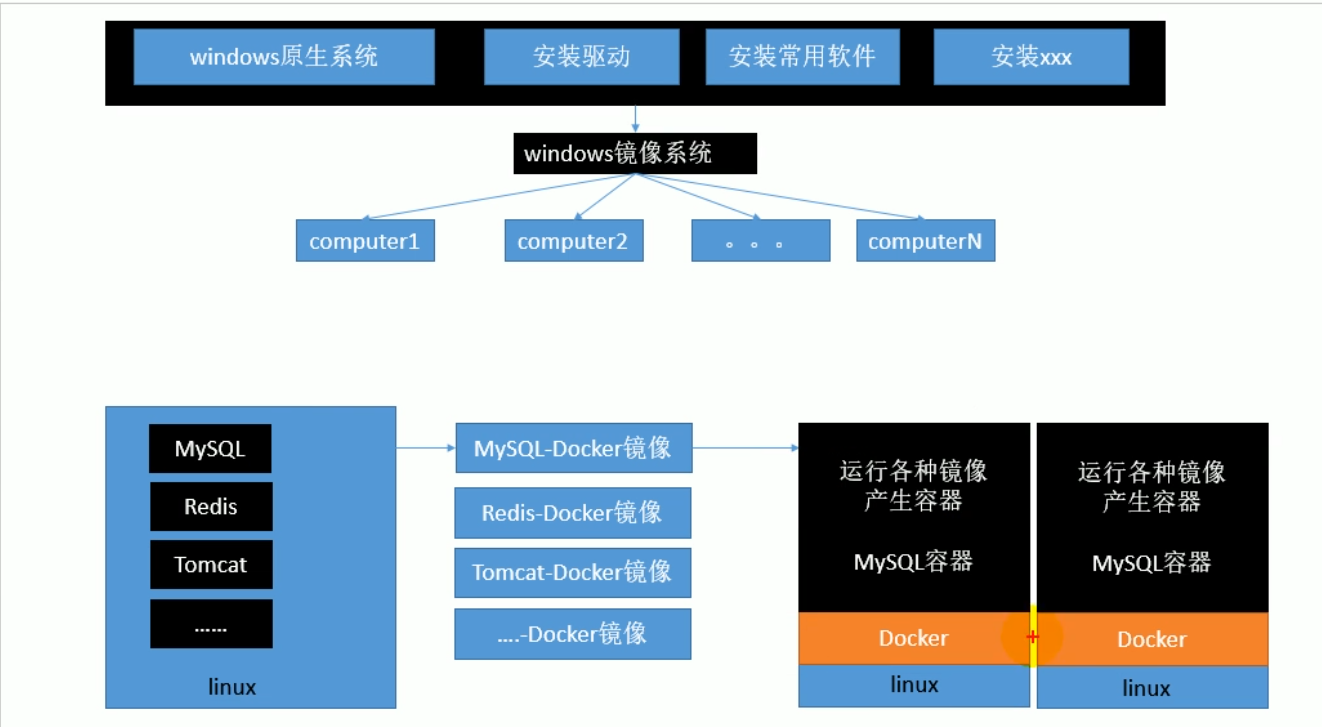 windows原生系统
安装驱动
安装常用软件
安装xxx
windows镜像系统
computer1
computer2
。。。
computerN
MySQL
Redis
Tomcat
......
linux
MySQL-Docker镜像
Redis-Docker镜像
Tomcat-Docker镜像
....-Docker镜像
运行各种镜像
产生容器
MySQL容器
Docker
linux
运行各种镜像
产生容器
MySQL容器
Docker
linux